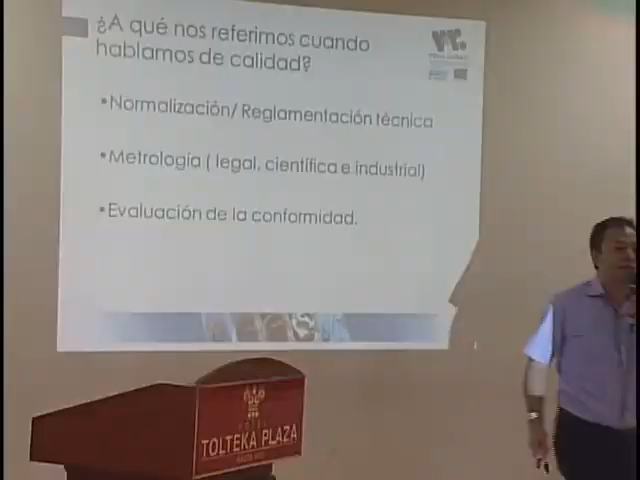 ¿A qué nos referimos cuando
hablamos de calidad?
•Normalización/ Reglamentación técnica
•Metrología ( legal, científica e industrial)
•Evaluación de la conformidad.
HOTEL
TOLTEKA PLAZA